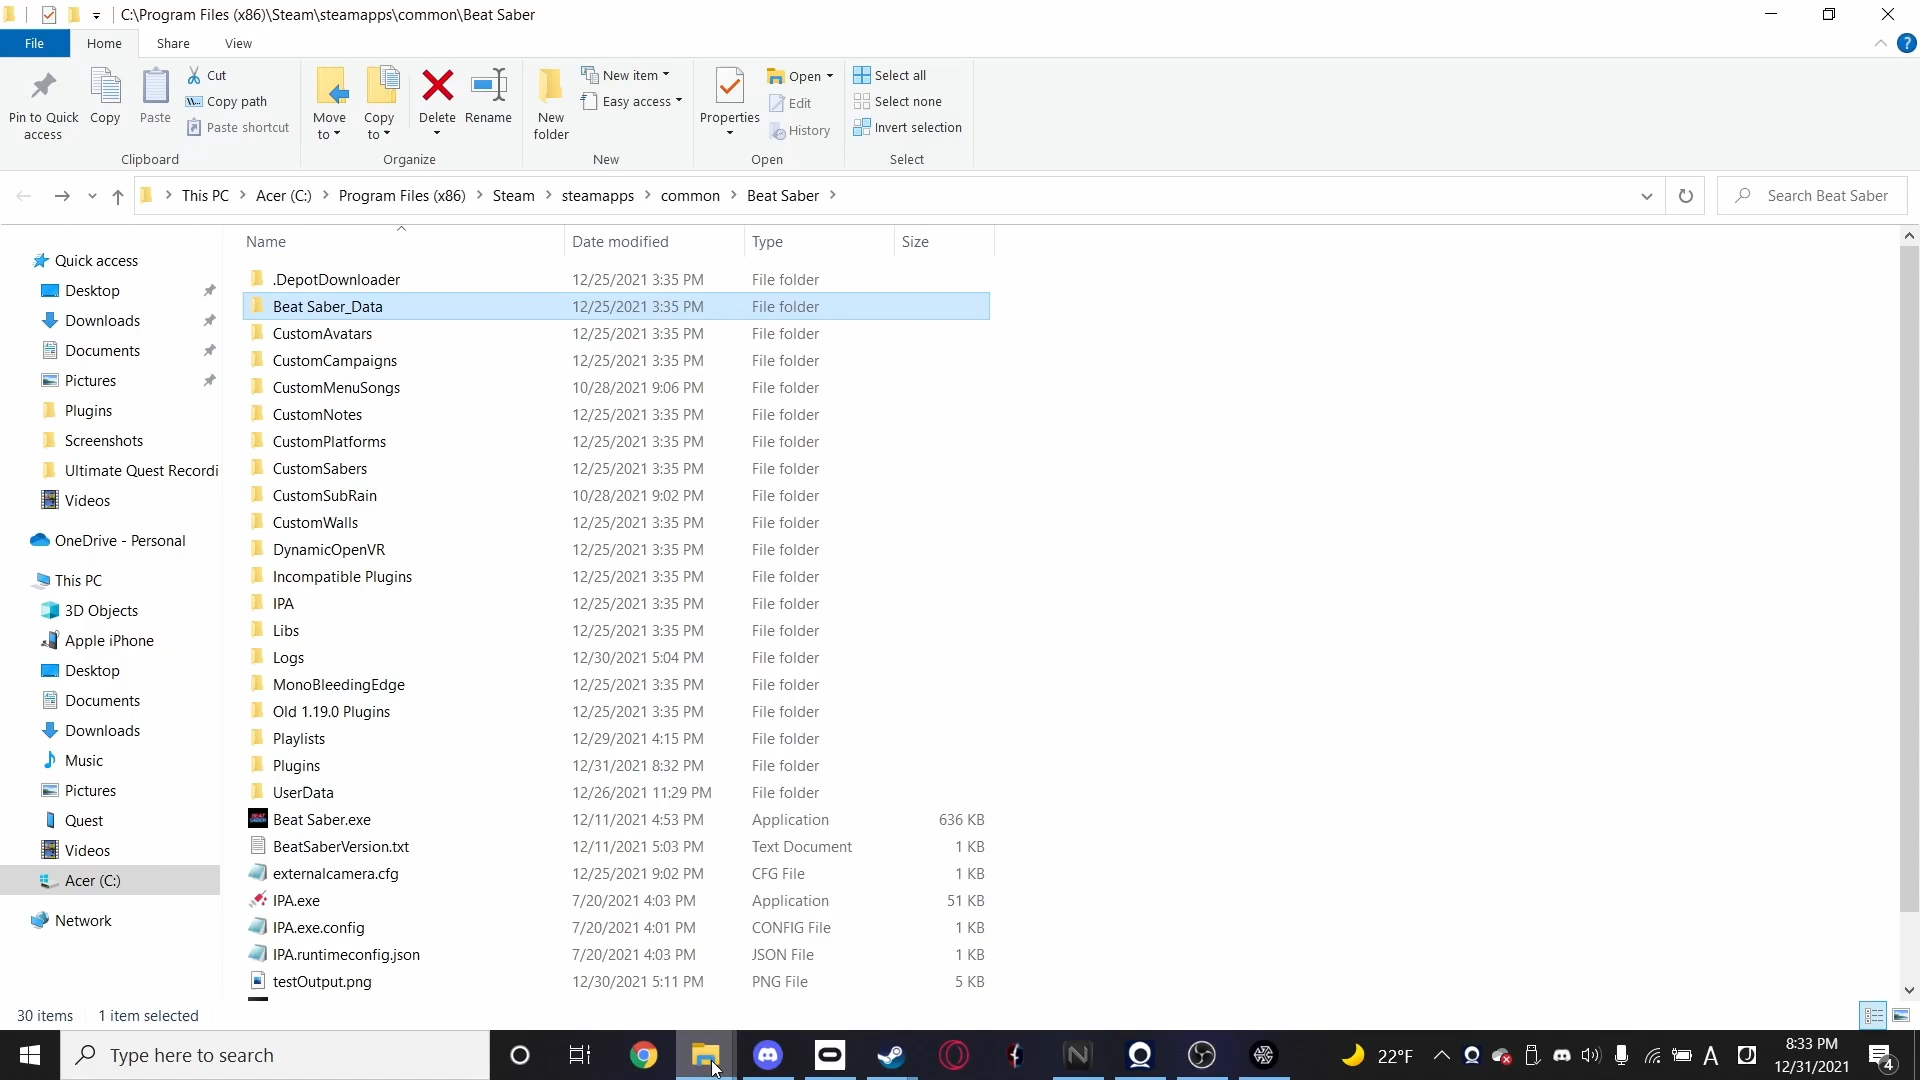 C:\Program Files (x86)\Steam\steamapps\common\Beat Saber
File Home Share View
Pin to Quick access
Copy
Paste
Cut
Copy path
Paste shortcut
Clipboard
Move to
Copy to
Delete
Rename
Organize
New folder
New item
Easy access
New
Properties
Open
Edit
History
Open
Select all
Select none
Invert selection
Select
This PC > Acer (C:) > Program Files (x86) > Steam > steamapps > common > Beat Saber >
Search Beat Saber
Quick access
Desktop
Downloads
Documents
Pictures
Plugins
Screenshots
Ultimate Quest Recordi
Videos
OneDrive - Personal
This PC
3D Objects
Apple iPhone
Desktop
Documents
Downloads
Music
Pictures
Quest
Videos
Acer (C:)
Network
Name Date modified Type Size
.DepotDownloader 12/25/2021 3:35 PM File folder
Beat Saber_Data 12/25/2021 3:35 PM File folder
CustomAvatars 12/25/2021 3:35 PM File folder
CustomCampaigns 12/25/2021 3:35 PM File folder
CustomMenuSongs 10/28/2021 9:06 PM File folder
CustomNotes 12/25/2021 3:35 PM File folder
CustomPlatforms 12/25/2021 3:35 PM File folder
CustomSabers 12/25/2021 3:35 PM File folder
CustomSubRain 10/28/2021 9:02 PM File folder
CustomWalls 12/25/2021 3:35 PM File folder
DynamicOpenVR 12/25/2021 3:35 PM File folder
Incompatible Plugins 12/25/2021 3:35 PM File folder
IPA 12/25/2021 3:35 PM File folder
Libs 12/25/2021 3:35 PM File folder
Logs 12/30/2021 5:04 PM File folder
MonoBleedingEdge 12/25/2021 3:35 PM File folder
Old 1.19.0 Plugins 12/25/2021 3:35 PM File folder
Playlists 12/29/2021 4:15 PM File folder
Plugins 12/31/2021 8:32 PM File folder
UserData 12/26/2021 11:29 PM File folder
Beat Saber.exe 12/11/2021 4:53 PM Application 636 KB
BeatSaberVersion.txt 12/11/2021 5:03 PM Text Document 1 KB
externalcamera.cfg 12/25/2021 9:02 PM CFG File 1 KB
IPA.exe 7/20/2021 4:03 PM Application 51 KB
IPA.exe.config 7/20/2021 4:01 PM CONFIG File 1 KB
IPA.runtimeconfig.json 7/20/2021 4:03 PM JSON File 1 KB
testOutput.png 12/30/2021 5:11 PM PNG File 5 KB
30 items 1 item selected
Type here to search
22°F
8:33 PM
12/31/2021
4